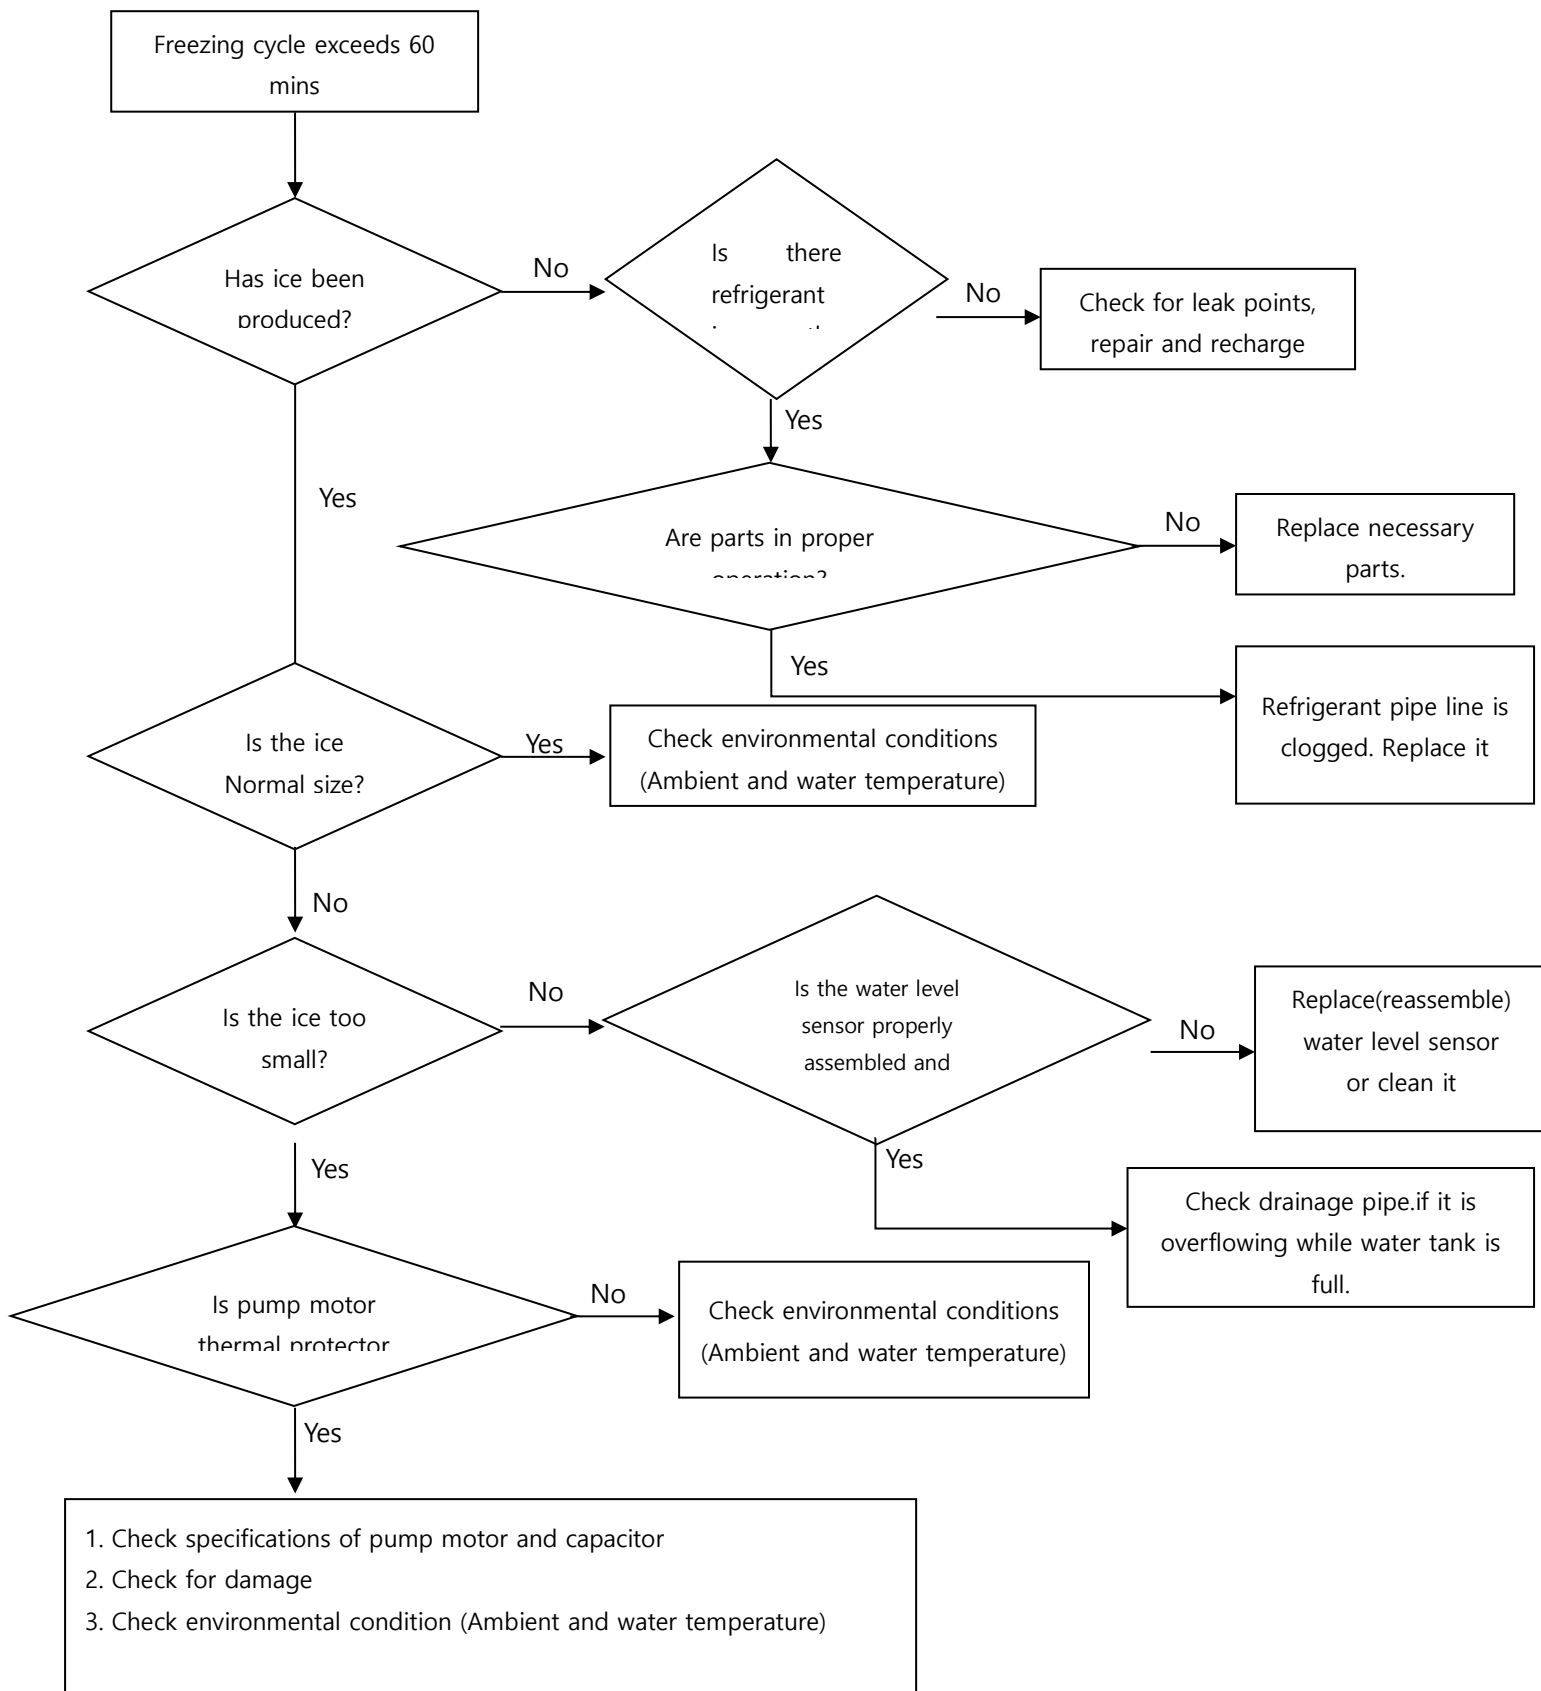 Freezing cycle exceeds 60
mins
Has ice been
produced?
No
Is there
refrigerant
No
Check for leak points,
repair and recharge
Yes
Yes
Are parts in proper
operation?
No
Replace necessary
parts.
Yes
Refrigerant pipe line is
clogged. Replace it
Is the ice
Normal size?
Yes
Check environmental conditions
(Ambient and water temperature)
No
Is the ice too
small?
No
Is the water level
sensor properly
assembled and
No
Replace(reassemble)
water level sensor
or clean it
Yes
Yes
Check drainage pipe.if it is
overflowing while water tank is
full.
Is pump motor
thermal protector
No
Check environmental conditions
(Ambient and water temperature)
Yes
1. Check specifications of pump motor and capacitor
2. Check for damage
3. Check environmental condition (Ambient and water temperature)